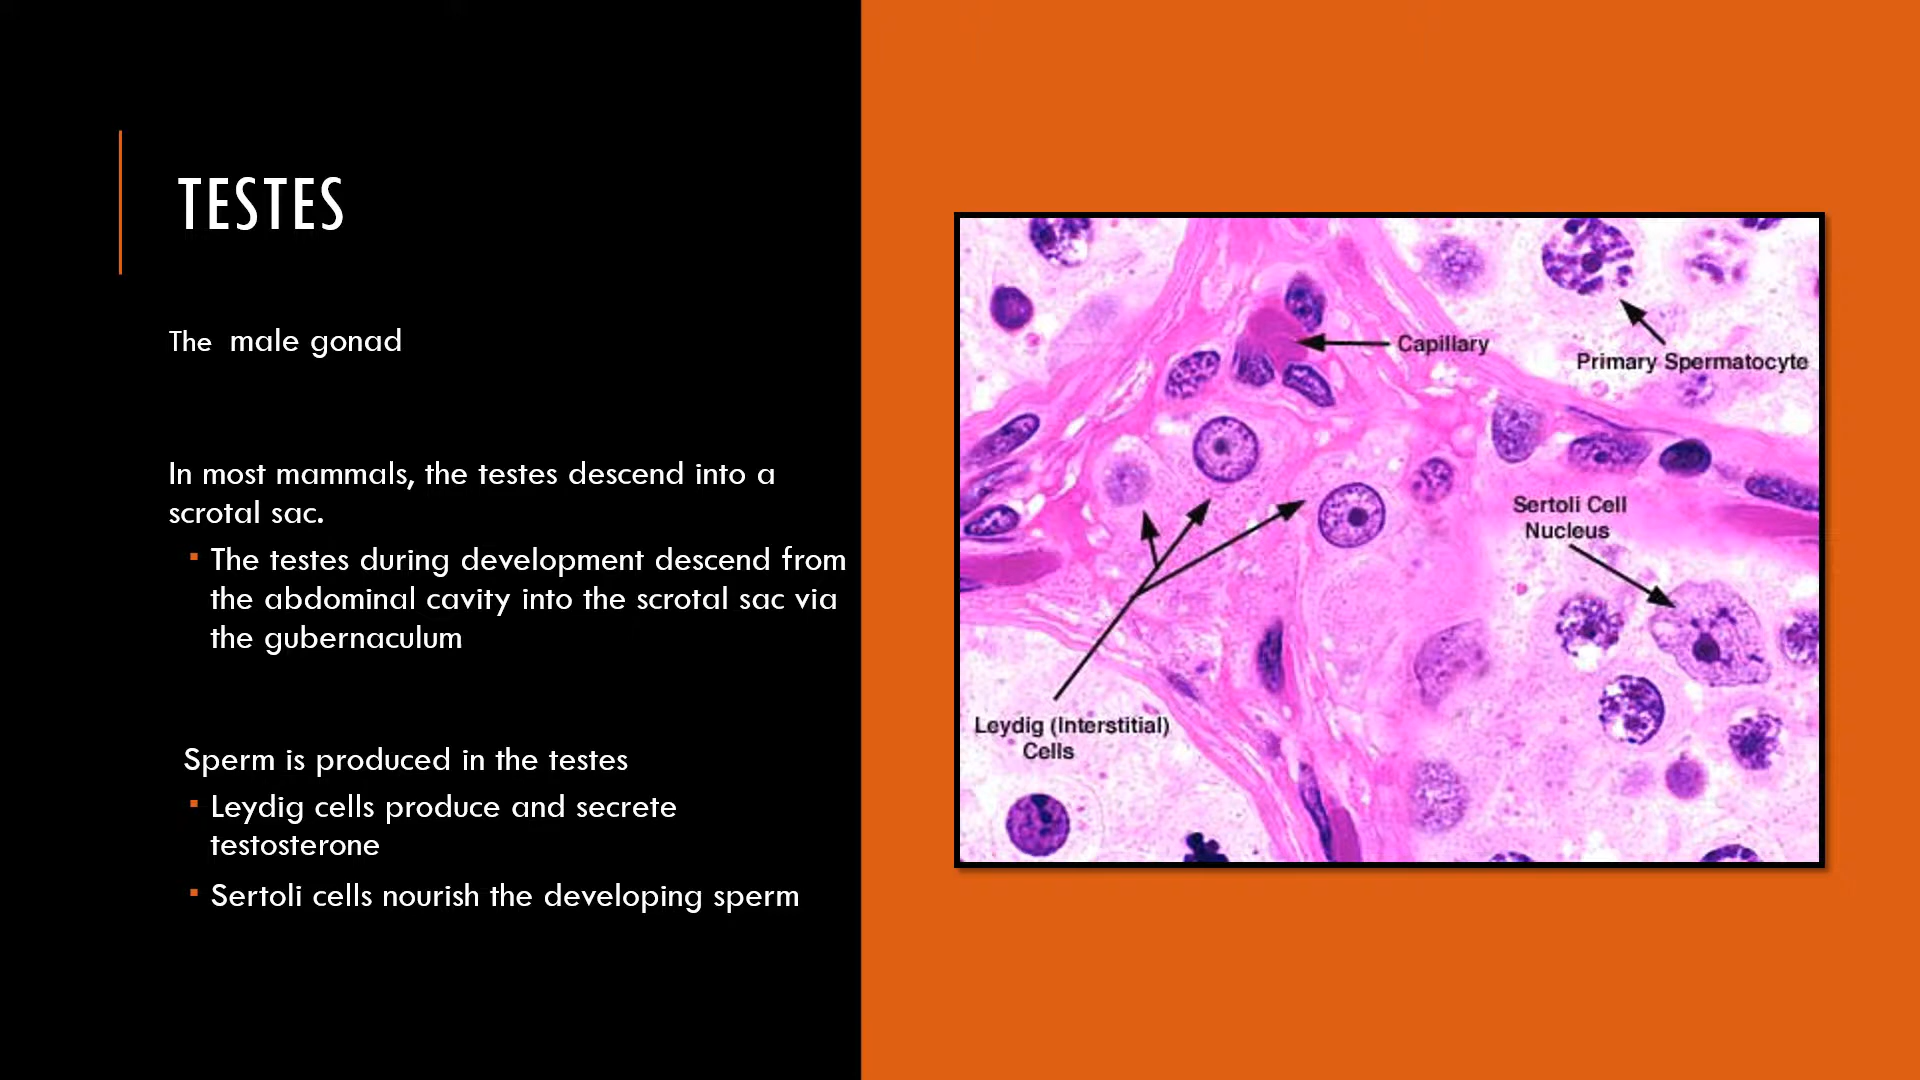 TESTES
The male gonad
In most mammals, the testes descend into a
scrotal sac.
▪ The testes during development descend from
the abdominal cavity into the scrotal sac via
the gubernaculum
Sperm is produced in the testes
▪ Leydig cells produce and secrete
testosterone
▪ Sertoli cells nourish the developing sperm
Capillary
Primary Spermatocyte
Sertoli Cell
Nucleus
Leydig (Interstitial)
Cells